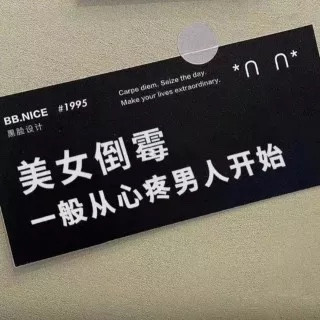 BB.NICE #1995
黑脸设计
Carpe diem. Seize the day.
Make your lives extraordinary.
*∩ ∩*
美女倒霉
一般从心疼男人开始